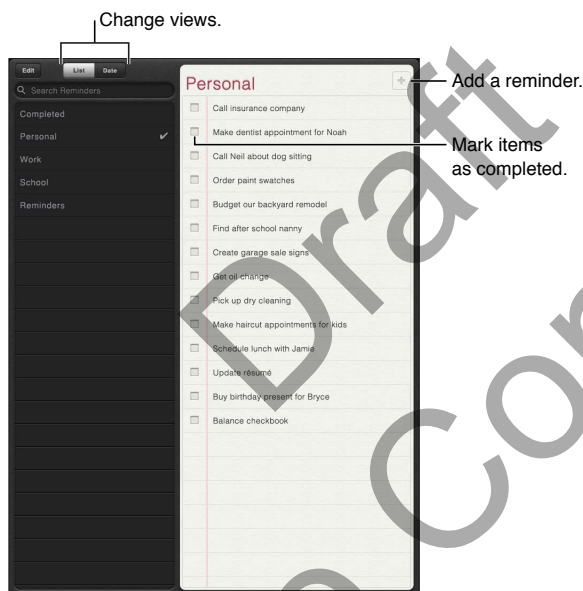 Change views.
Edit
List
Date
Search Reminders
Completed
Personal ✔
Work
School
Reminders
Personal
+
Add a reminder.
Call insurance company
Make dentist appointment for Noah
Mark items
as completed.
Call Neil about dog sitting
Order paint swatches
Budget our backyard remodel
Find after school nanny
Create garage sale signs
Get oil change
Pick up dry cleaning
Make haircut appointments for kids
Schedule lunch with Jamie
Update résumé
Buy birthday present for Bryce
Balance checkbook
Draft